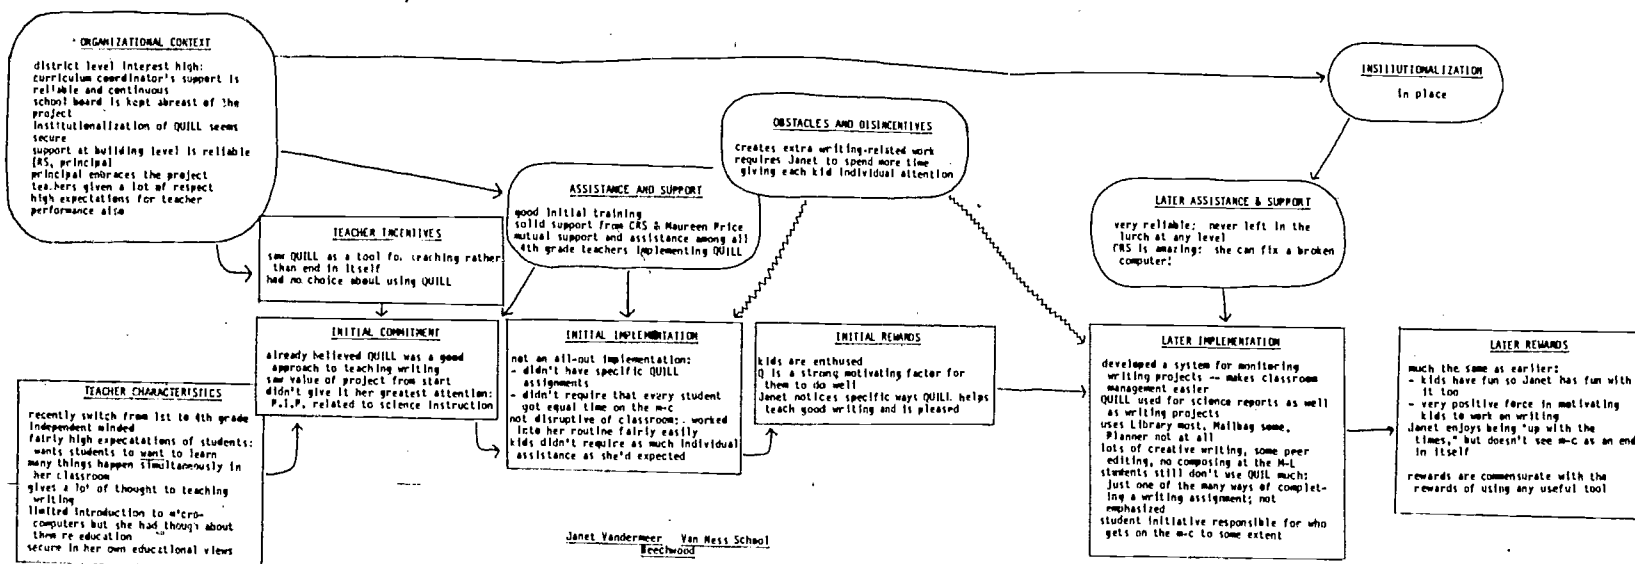 ORGANIZATIONAL CONTEXT
district level interest high:
curriculum coordinator's support is
reliable and continuous
school board is kept abreast of the
project
institutionalization of QUILL seems
secure
support at building level is reliable
principal
principal embraces the project
teachers given a lot of respect
high expectations for teacher
performance also
TEACHER INCENTIVES
saw QUILL as a tool for teaching rather
than end in itself
had no choice about using QUILL
TEACHER CHARACTERISTICS
recently switch from 1st to 4th grade
independent minded
fairly high expecatations of students:
wants students to want to learn
many things happen simultaneously in
her classroom
gives a lot of thought to teaching
writing
limited introduction to micro-
computers but she had though about
them re education
secure in her own eductional views
INITIAL COMMITMENT
already believed QUILL was a good
approach to teaching writing
saw value of project from start
didn't give it her greatest attention:
P.I.P. related to science instruction
ASSISTANCE AND SUPPORT
good initial training
solid support from CRS & Maureen Price
mutual support and assistance among all
4th grade teachers implementing QUILL
OBSTACLES AND DISINCENTIVES
creates extra writing-related work
requires Janet to spend more time
giving each kid individual attention
INITIAL IMPLEMENTATION
not an all-out implementation:
- didn't have specific QUILL
assignments
- didn't require that every student
got equal time on the m-c
not disruptive of classroom; worked
into her routine fairly easily
kids didn't require as much individual
assistance as she'd expected
INITIAL REWARDS
kids are enthused
Q is a strong motivating factor for
them to do well
Janet notices specific ways QUILL helps
teach good writing and is pleased
INSTITUTIONALIZATION
in place
LATER ASSISTANCE & SUPPORT
very reliable: never left in the
lurch at any level
CRS is amazing: she can fix a broken
computer!
LATER IMPLEMENTATION
developed a system for monitoring
writing projects -- makes classroom
management easier
QUILL used for science reports as well
as writing projects
uses Library most, Mailbag some,
Planner not at all
lots of creative writing, some peer
editing, no composing at the
students still don't use QUIL much:
just one of the many ways of complet-
ing a writing assignment; not
emphasized
student initiative responsible for who
gets on the m-c to some extent
LATER REWARDS
much the same as earlier:
- kids have fun so Janet has fun with
it too
- very positive force in motivating
kids to work on writing
Janet enjoys being "up with the
times," but doesn't see m-c as an end
in itself
rewards are commensurate with the
rewards of using any useful tool
Janet Vandermeer Van Ness School
Beechwood